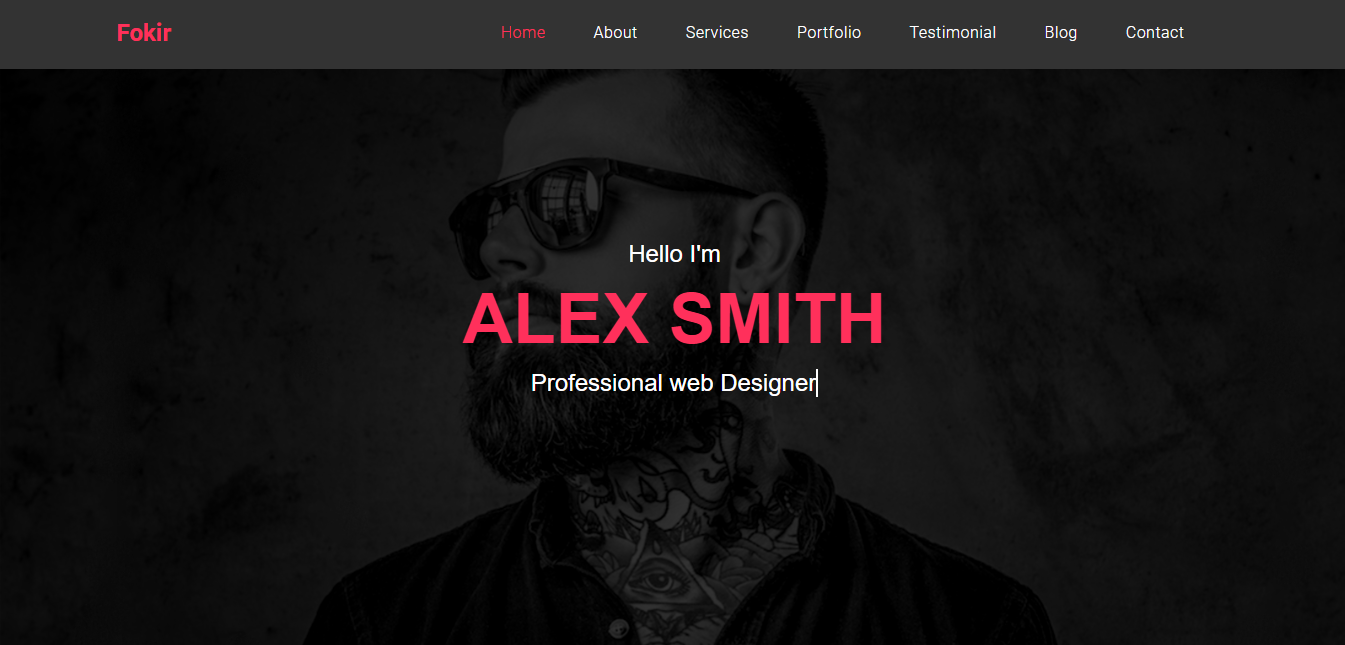 Fokir
Home About Services Portfolio Testimonial Blog Contact
Hello I'm
ALEX SMITH
Professional web Designer